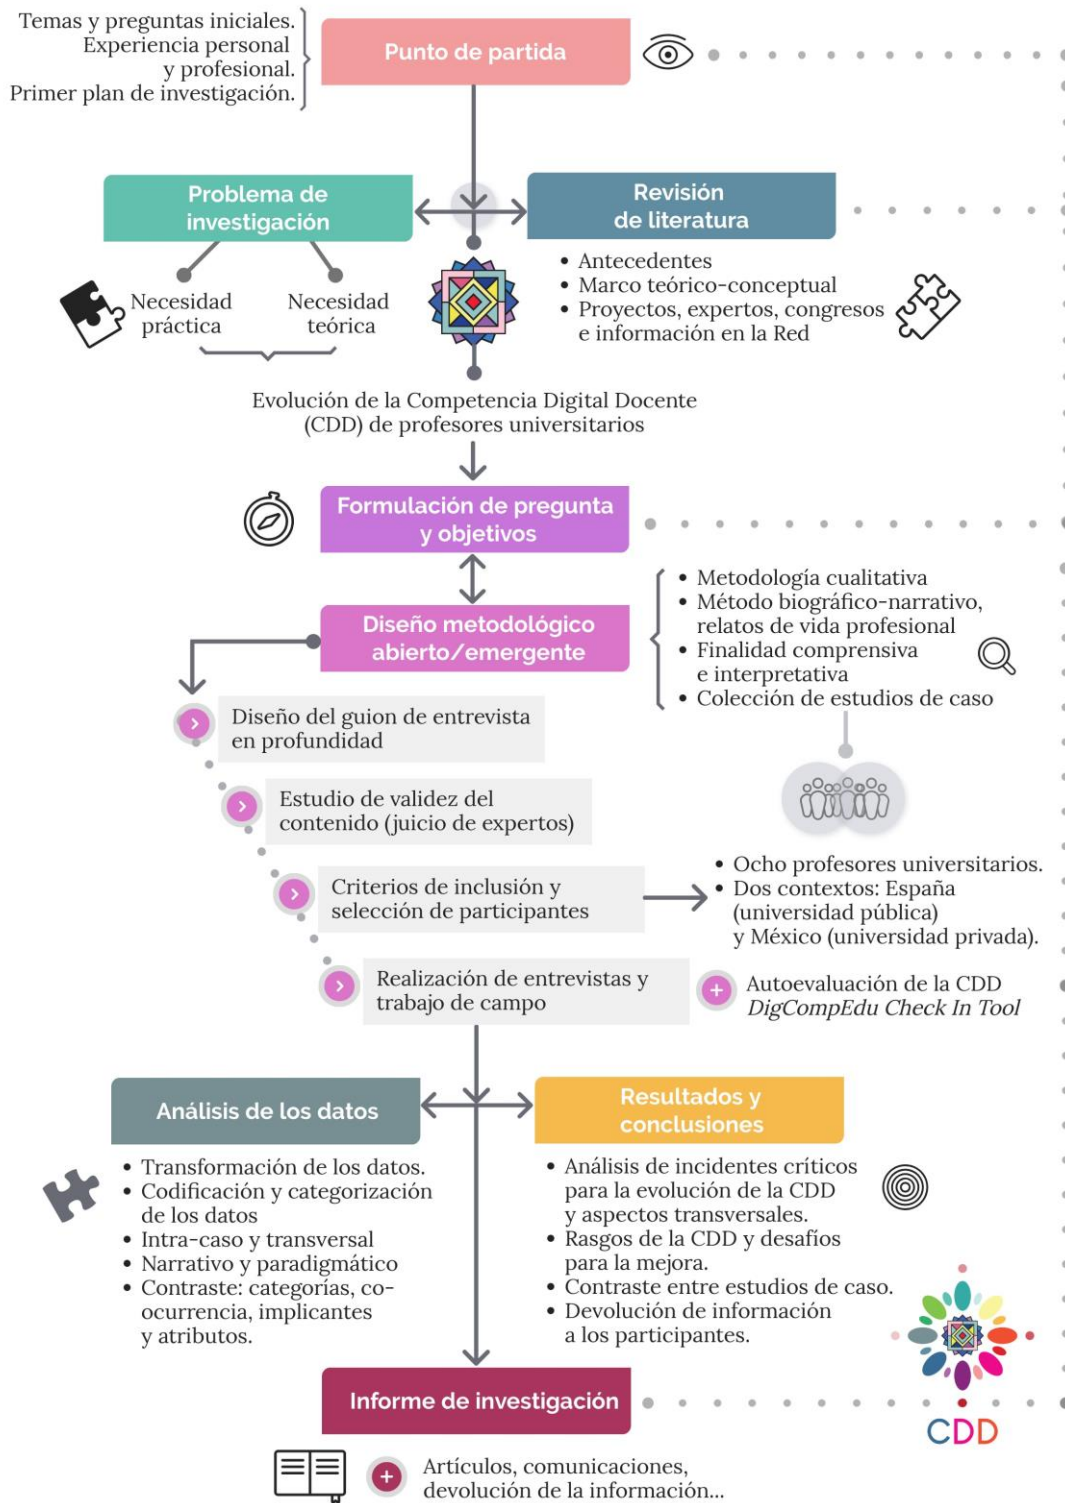 Temas y preguntas iniciales.
Experiencia personal
y profesional.
Primer plan de investigación.
Punto de partida
Problema de
investigación
Revisión
de literatura
Necesidad
práctica
Necesidad
teórica
• Antecedentes
• Marco teórico-conceptual
• Proyectos, expertos, congresos
e información en la Red
Evolución de la Competencia Digital Docente
(CDD) de profesores universitarios
Formulación de pregunta
y objetivos
Diseño metodológico
abierto/emergente
• Metodología cualitativa
• Método biográfico-narrativo,
relatos de vida profesional
• Finalidad comprensiva
e interpretativa
• Colección de estudios de caso
Diseño del guion de entrevista
en profundidad
Estudio de validez del
contenido (juicio de expertos)
Criterios de inclusión y
selección de participantes
• Ocho profesores universitarios.
• Dos contextos: España
(universidad pública)
y México (universidad privada).
Realización de entrevistas y
trabajo de campo
Autoevaluación de la CDD
DigCompEdu Check In Tool
Análisis de los datos
• Transformación de los datos.
• Codificación y categorización
de los datos
• Intra-caso y transversal
• Narrativo y paradigmático
• Contraste: categorías, co-
ocurrencia, implicantes
y atributos.
Resultados y
conclusiones
• Análisis de incidentes críticos
para la evolución de la CDD
y aspectos transversales.
• Rasgos de la CDD y desafíos
para la mejora.
• Contraste entre estudios de caso.
• Devolución de información
a los participantes.
Informe de investigación
CDD
Artículos, comunicaciones,
devolución de la información...